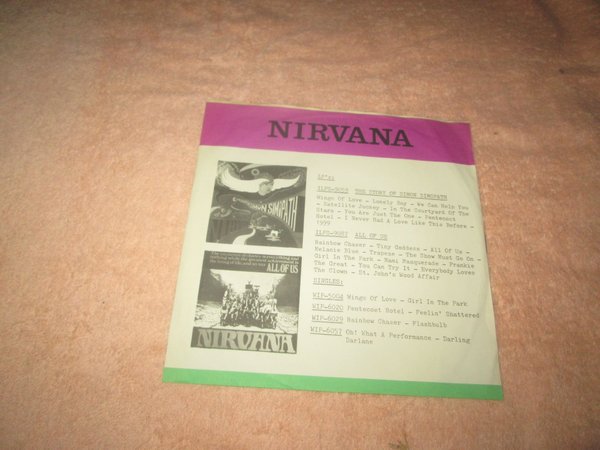 NIRVANA
LP's:
ILPS-9059 THE STORY OF SIMON SIMOPATH
Wings Of Love - Lonely Boy - We Can Help You
- Satellite Jockey - In The Courtyard Of The
Stars - You Are Just The One - Pentecost
Hotel - I Never Had A Love Like This Before -
1999
ILPS-9087 ALL OF US
Rainbow Chaser - Tiny Goddess - All Of Us -
Melanie Blue - Trapeze - The Show Must Go On -
Girl In The Park - Mami Masquerade - Frankie
The Great - You Can Try It - Everybody Loves
The Clown - St. John's Wood Affair
SINGLES:
WIP-5004 Wings Of Love - Girl In The Park
WIP-6020 Pentecost Hotel - Feelin' Shattered
WIP-6029 Rainbow Chaser - Flashbulb
WIP-6057 Oh! What A Performance - Darling
Darlane
SIMON SIMOPATH
ALL OF US
NIRVANA